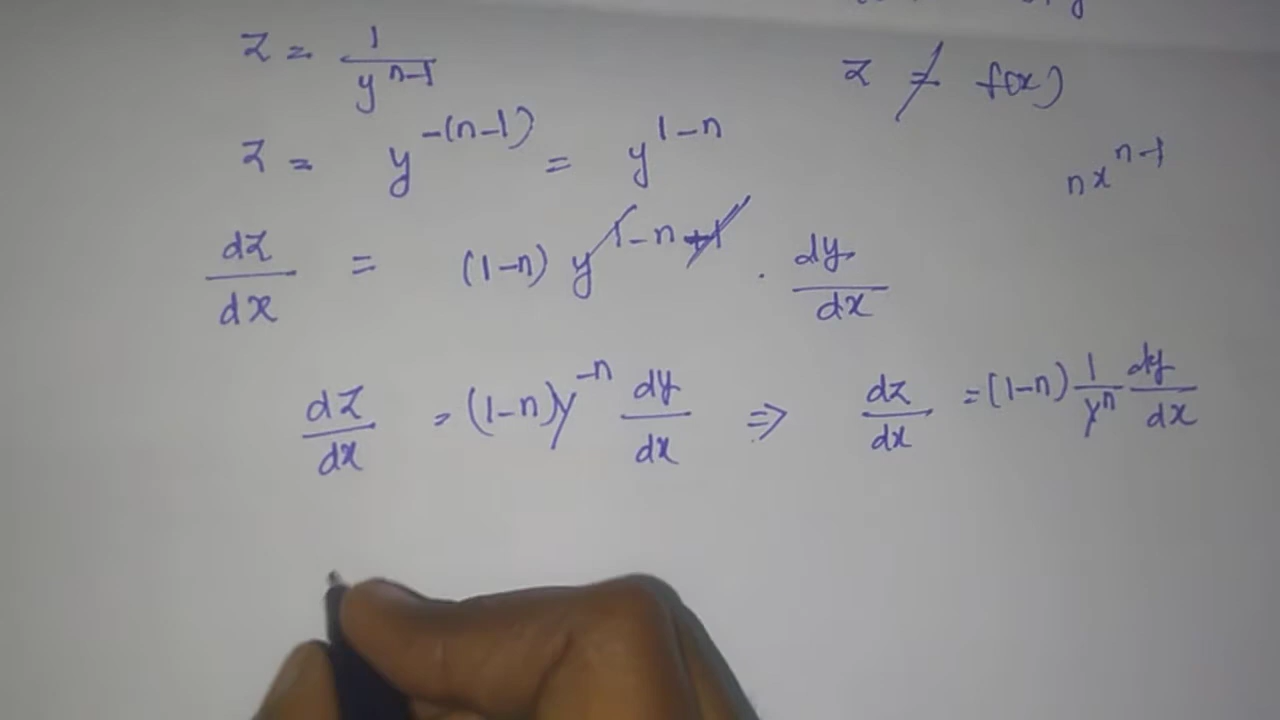 z = 1/y^(n-1)
z ≠ f(x)
z = y^(-(n-1)) = y^(1-n)
nx^(n-1)
dz/dx = (1-n) y^(1-n-1) . dy/dx
dz/dx = (1-n)y^(-n) dy/dx ⇒ dz/dx = (1-n) 1/y^n dy/dx